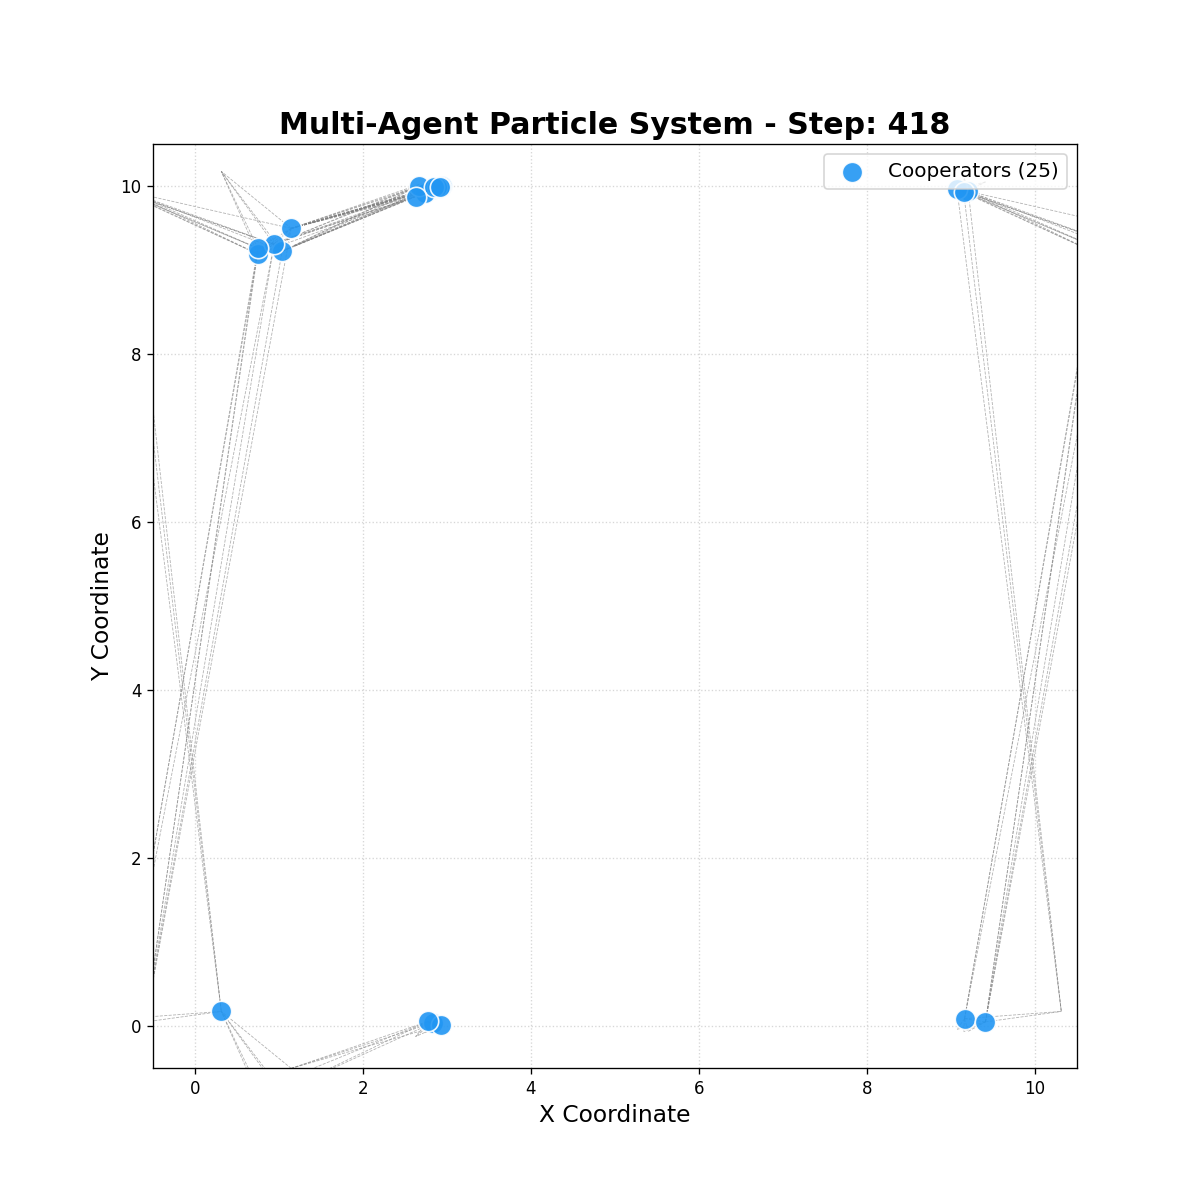 Multi-Agent Particle System - Step: 418
Cooperators (25)
10
8
6
4
2
0
Y Coordinate
0 2 4 6 8 10
X Coordinate